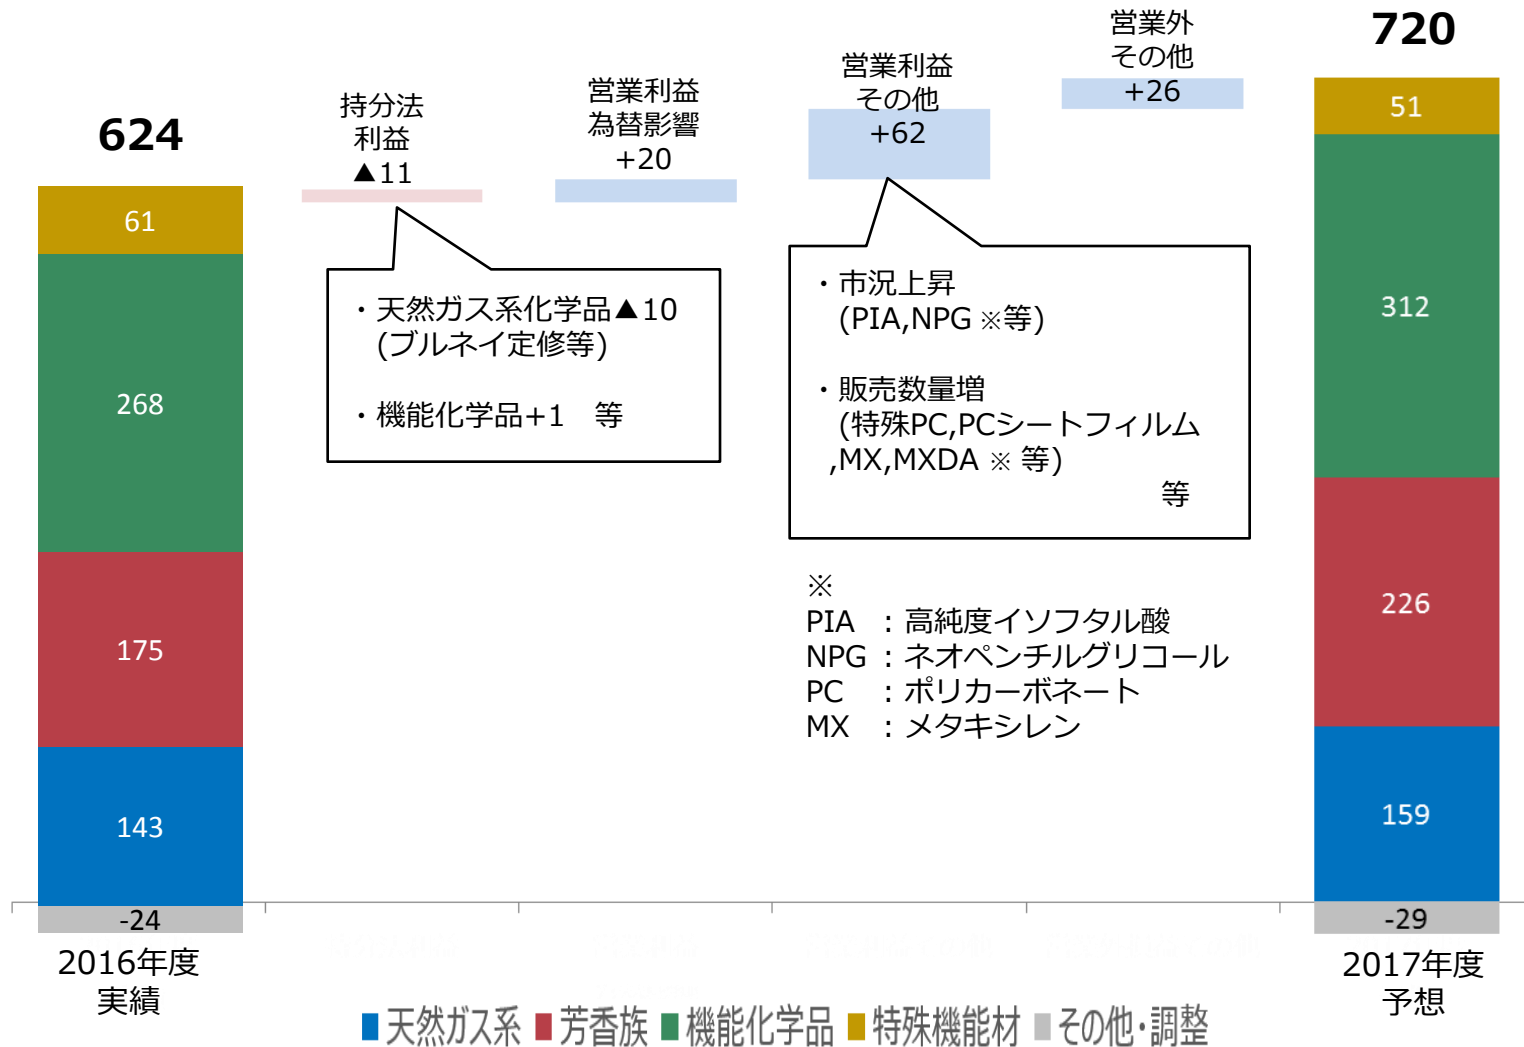 624
61
268
175
143
-24
2016年度
実績
持分法
利益
▲11
営業利益
為替影響
+20
営業利益
その他
+62
営業外
その他
+26
・天然ガス系化学品▲10
(ブルネイ定修等)
・機能化学品+1　等
・市況上昇
(PIA,NPG ※等)
・販売数量増
(特殊PC,PCシートフィルム
,MX,MXDA ※ 等)
等
※
PIA ：高純度イソフタル酸
NPG ：ネオペンチルグリコール
PC ：ポリカーボネート
MX ：メタキシレン
720
51
312
226
159
-29
2017年度
予想
天然ガス系 芳香族 機能化学品 特殊機能材 その他・調整